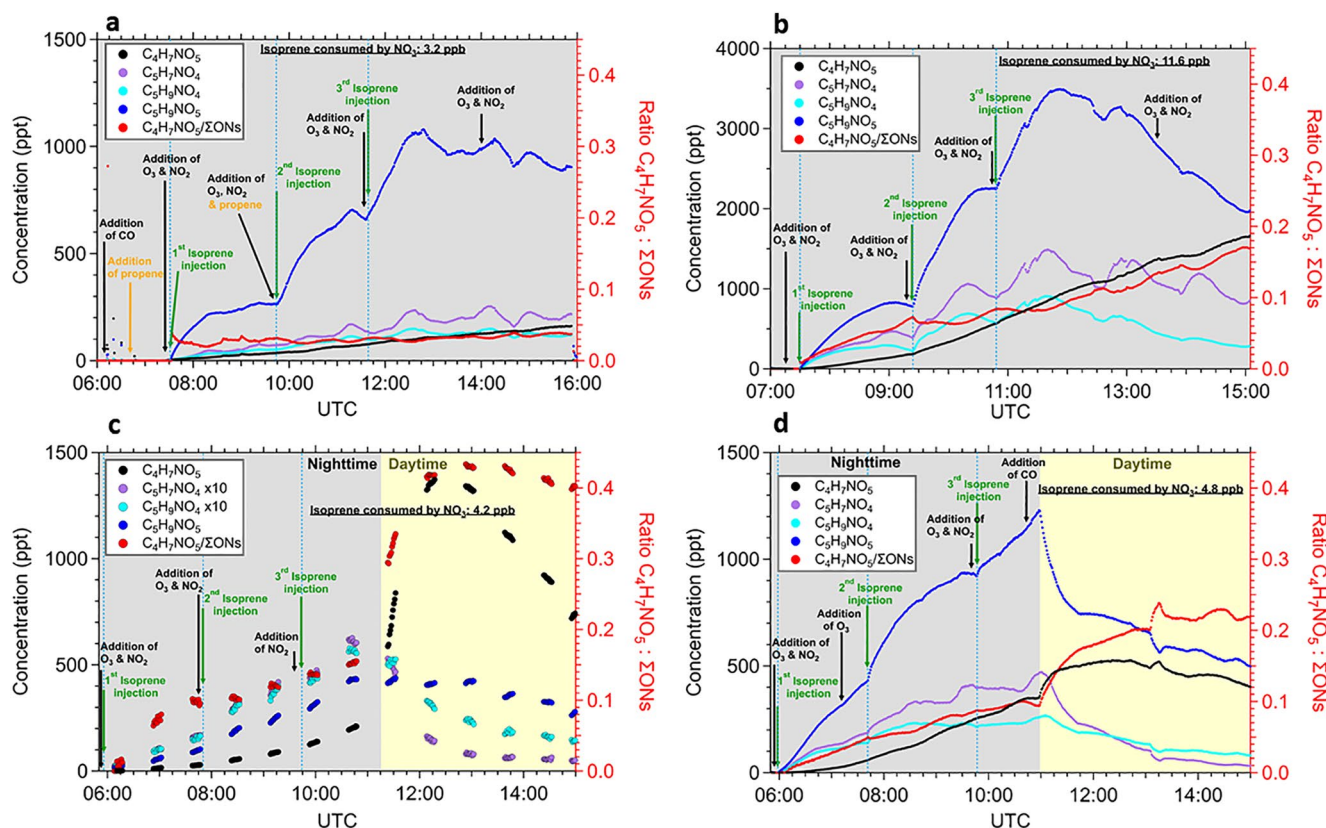 a
Isoprene consumed by NO₃: 3.2 ppb
C₄H₇NO₅
C₅H₇NO₄
C₅H₉NO₄
C₅H₉NO₅
C₄H₇NO₅/ΣONs
Addition
of CO
Addition
of propene
Addition of
O₃ & NO₂
1ˢᵗ Isoprene
injection
Addition of
O₃, NO₂
& propene
2ⁿᵈ Isoprene
injection
Addition of
O₃ & NO₂
3ʳᵈ Isoprene
injection
Addition of
O₃ & NO₂
Concentration (ppt)
1500
1000
500
0
Ratio C₄H₇NO₅ : ΣONs
0.4
0.3
0.2
0.1
0.0
06:00 08:00 10:00 12:00 14:00 16:00
UTC
b
Isoprene consumed by NO₃: 11.6 ppb
C₄H₇NO₅
C₅H₇NO₄
C₅H₉NO₄
C₅H₉NO₅
C₄H₇NO₅/ΣONs
Addition of
O₃ & NO₂
1ˢᵗ Isoprene
injection
Addition of
O₃ & NO₂
2ⁿᵈ Isoprene
injection
Addition of
O₃ & NO₂
3ʳᵈ Isoprene
injection
Addition of
O₃ & NO₂
Concentration (ppt)
4000
3000
2000
1000
0
Ratio C₄H₇NO₅ : ΣONs
0.4
0.3
0.2
0.1
0.0
07:00 09:00 11:00 13:00 15:00
UTC
c
Nighttime Daytime
Isoprene consumed by NO₃: 4.2 ppb
C₄H₇NO₅
C₅H₇NO₄ x10
C₅H₉NO₄ x10
C₅H₉NO₅
C₄H₇NO₅/ΣONs
Addition of
O₃ & NO₂
1ˢᵗ Isoprene
injection
Addition of
O₃ & NO₂
2ⁿᵈ Isoprene
injection
Addition
of NO₂
3ʳᵈ Isoprene
injection
Concentration (ppt)
1500
1000
500
0
Ratio C₄H₇NO₅ : ΣONs
0.4
0.3
0.2
0.1
0.0
06:00 08:00 10:00 12:00 14:00
UTC
d
Nighttime Daytime
Isoprene consumed by NO₃: 4.8 ppb
C₄H₇NO₅
C₅H₇NO₄
C₅H₉NO₄
C₅H₉NO₅
C₄H₇NO₅/ΣONs
Addition of
O₃ & NO₂
1ˢᵗ Isoprene
injection
Addition
of O₃
2ⁿᵈ Isoprene
injection
Addition of
O₃ & NO₂
3ʳᵈ Isoprene
injection
Addition
of CO
Concentration (ppt)
1500
1000
500
0
Ratio C₄H₇NO₅ : ΣONs
0.4
0.3
0.2
0.1
0.0
06:00 08:00 10:00 12:00 14:00
UTC